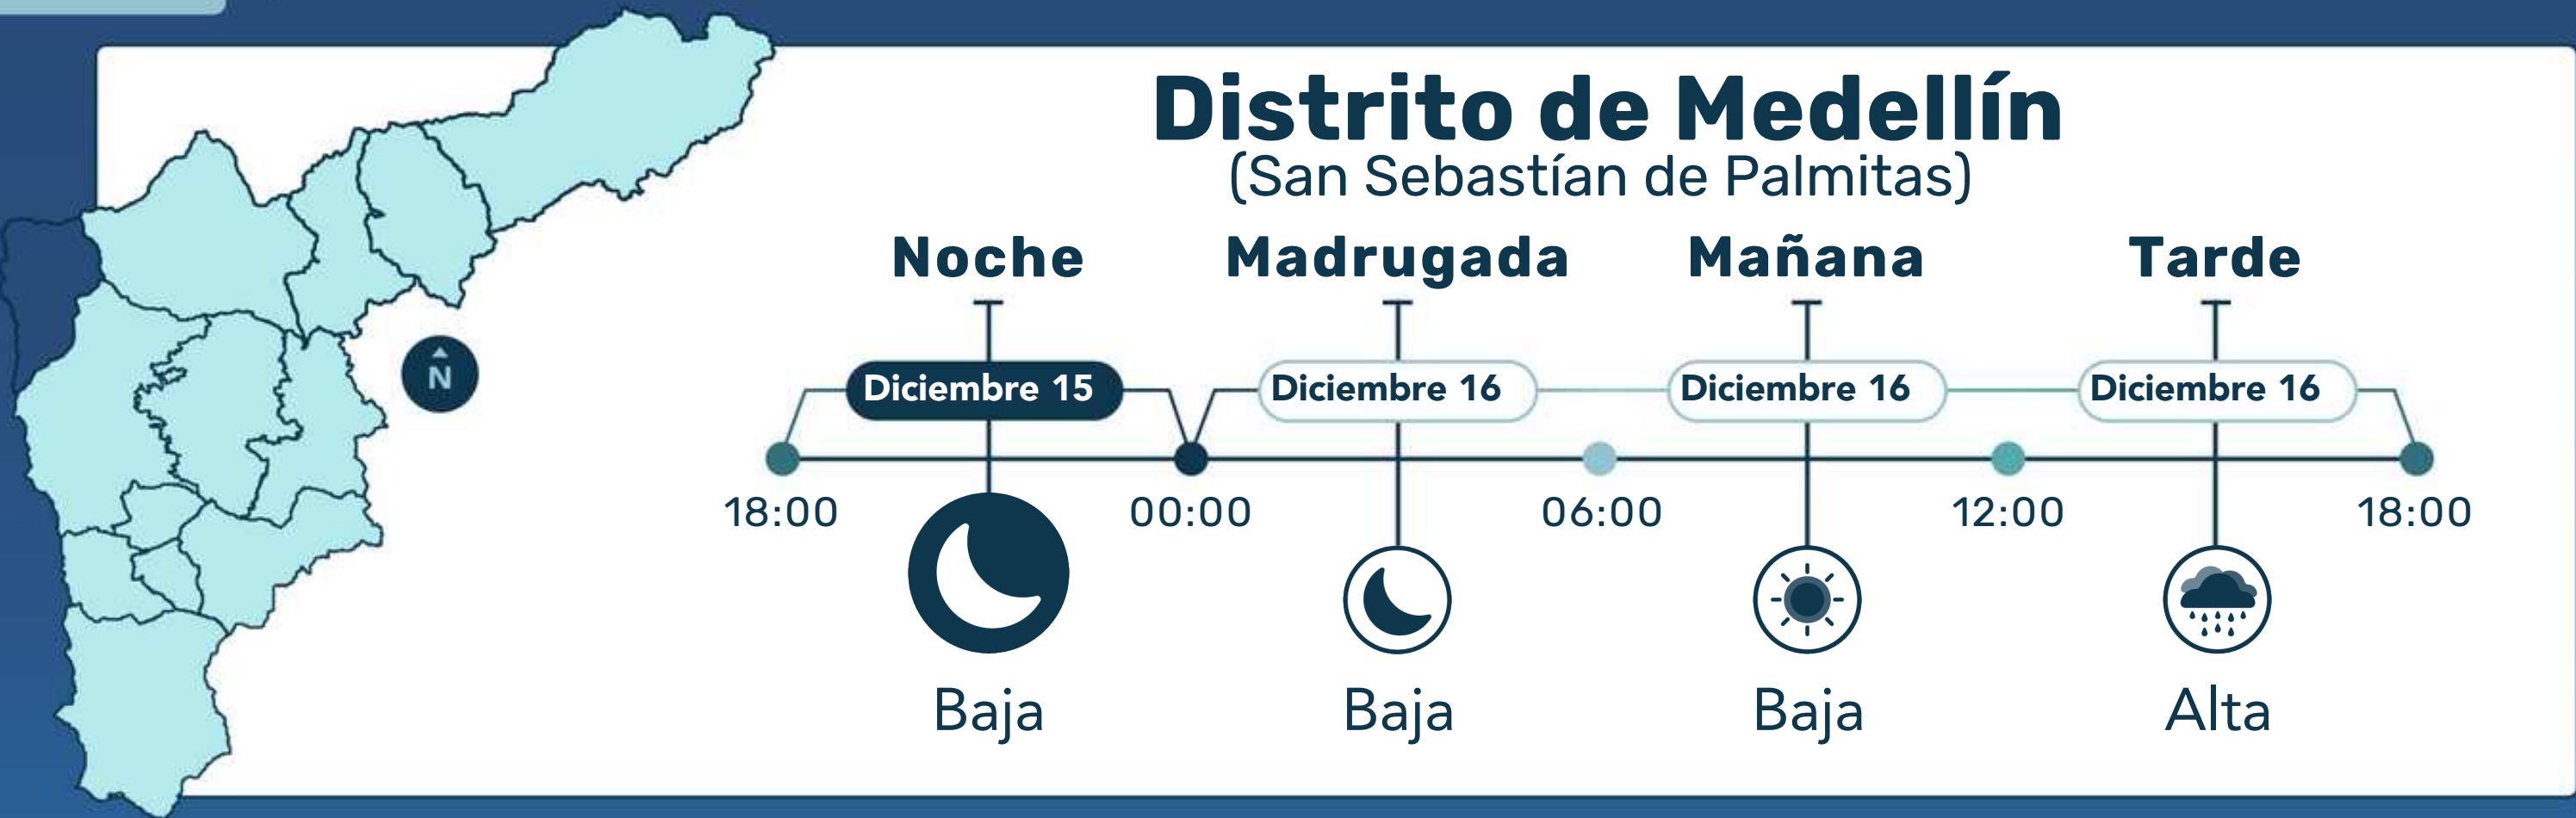 Distrito de Medellín
(San Sebastían de Palmitas)
Noche Madrugada Mañana Tarde
Diciembre 15 Diciembre 16 Diciembre 16 Diciembre 16
N
18:00 00:00 06:00 12:00 18:00
Baja Baja Baja Alta